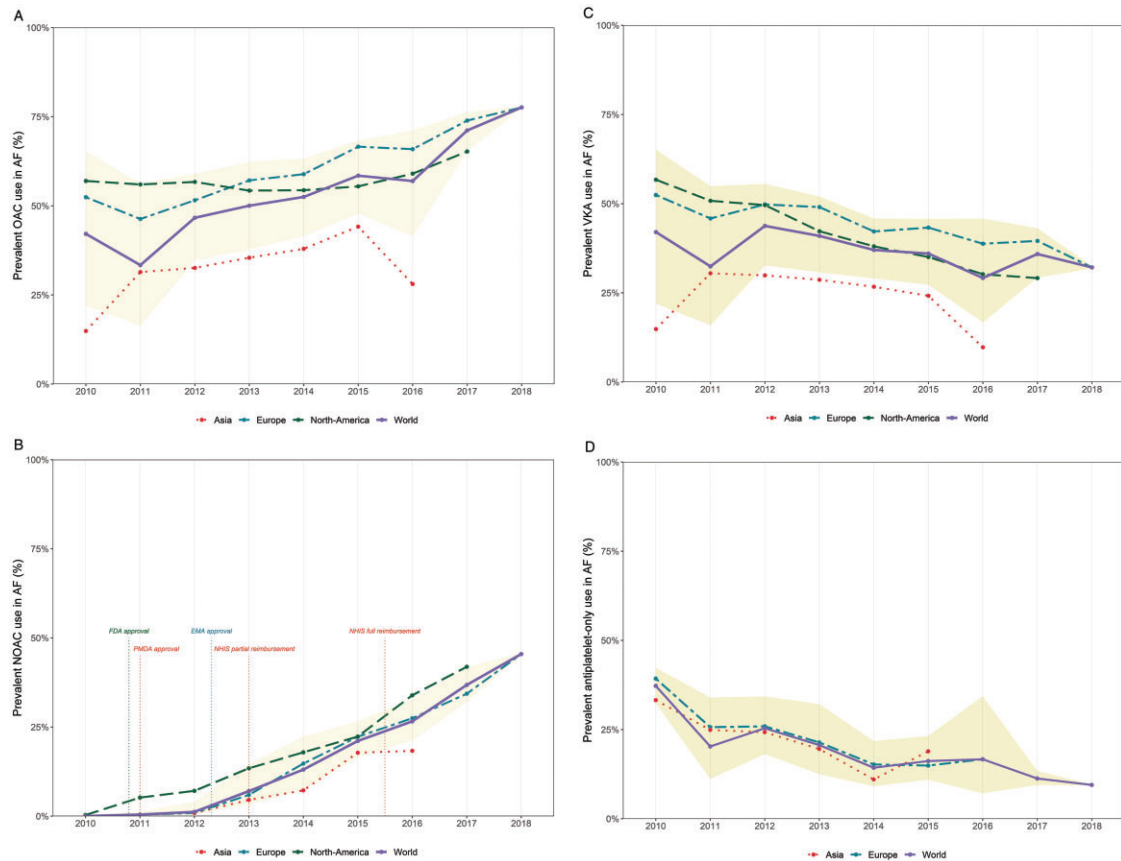 A
Prevalent OAC use in AF (%)
100%
75%
50%
25%
0%
2010 2011 2012 2013 2014 2015 2016 2017 2018
Asia Europe North-America World
C
Prevalent VKA use in AF (%)
100%
75%
50%
25%
0%
2010 2011 2012 2013 2014 2015 2016 2017 2018
Asia Europe North-America World
B
Prevalent NOAC use in AF (%)
100%
75%
50%
25%
0%
FDA approval EMA approval NHIS full reimbursement
PMDA approval NHIS partial reimbursement
2010 2011 2012 2013 2014 2015 2016 2017 2018
Asia Europe North-America World
D
Prevalent antiplatelet-only use in AF (%)
100%
75%
50%
25%
0%
2010 2011 2012 2013 2014 2015 2016 2017 2018
Asia Europe World